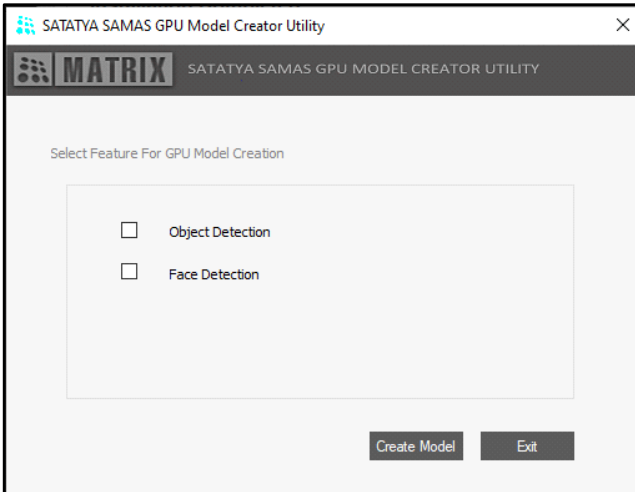 SATATYA SAMAS GPU Model Creator Utility
MATRIX SATATYA SAMAS GPU MODEL CREATOR UTILITY
Select Feature For GPU Model Creation
Object Detection
Face Detection
Create Model Exit